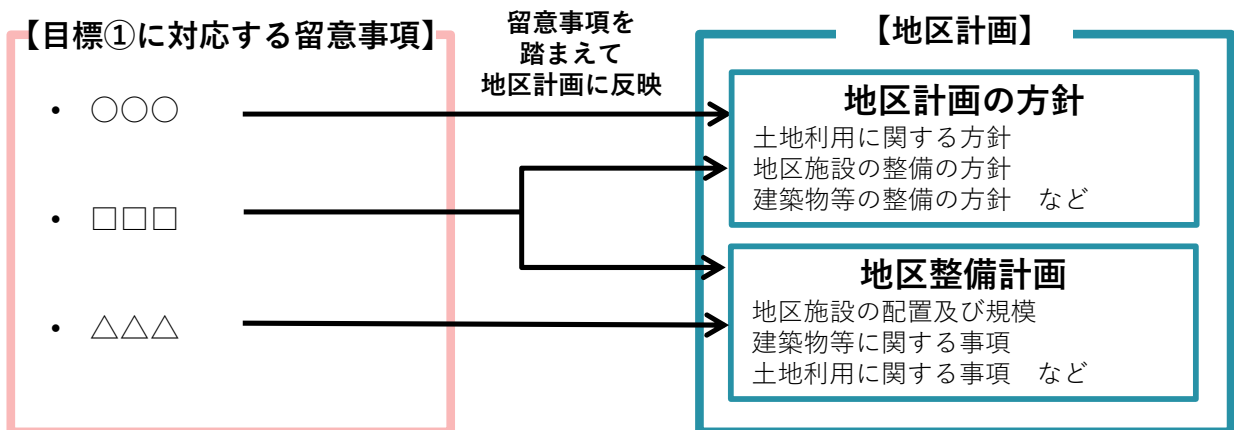 【目標①に対応する留意事項】
• ○○○
• □□□
• △△△
留意事項を
踏まえて
地区計画に反映
【地区計画】
地区計画の方針
土地利用に関する方針
地区施設の整備の方針
建築物等の整備の方針　など
地区整備計画
地区施設の配置及び規模
建築物等に関する事項
土地利用に関する事項　など